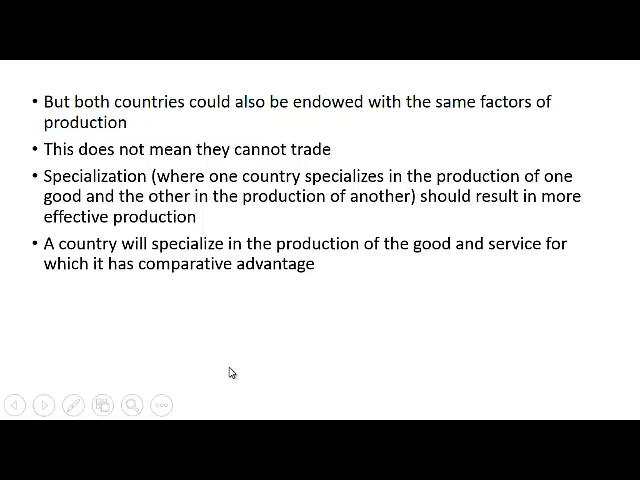 • But both countries could also be endowed with the same factors of
production
• This does not mean they cannot trade
• Specialization (where one country specializes in the production of one
good and the other in the production of another) should result in more
effective production
• A country will specialize in the production of the good and service for
which it has comparative advantage